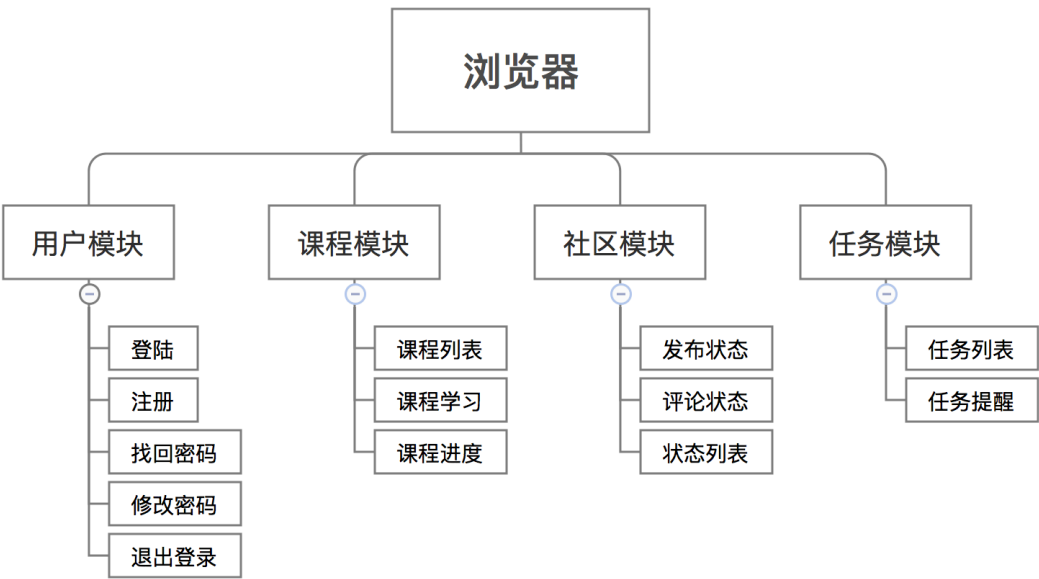 浏览器
用户模块
课程模块
社区模块
任务模块
登陆
注册
找回密码
修改密码
退出登录
课程列表
课程学习
课程进度
发布状态
评论状态
状态列表
任务列表
任务提醒